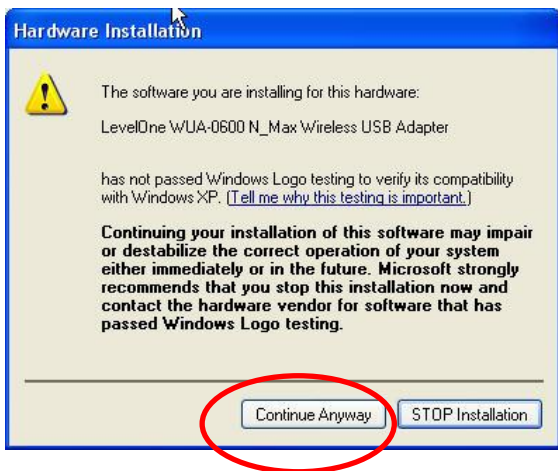 Hardware Installation
The software you are installing for this hardware:
LevelOne WUA-0600 N_Max Wireless USB Adapter
has not passed Windows Logo testing to verify its compatibility
with Windows XP. (Tell me why this testing is important.)
Continuing your installation of this software may impair
or destabilize the correct operation of your system
either immediately or in the future. Microsoft strongly
recommends that you stop this installation now and
contact the hardware vendor for software that has
passed Windows Logo testing.
Continue Anyway STOP Installation